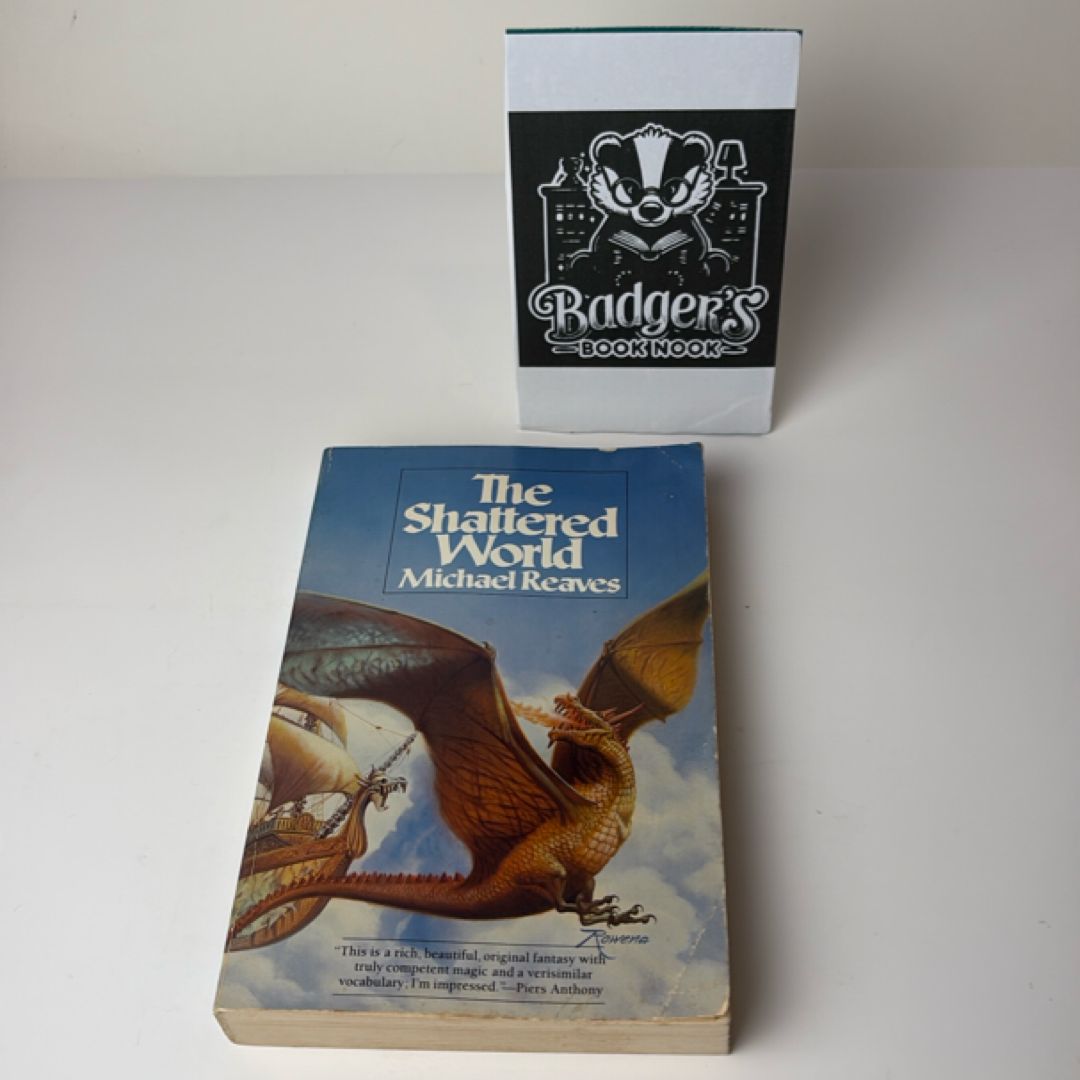 Badger's
BOOK NOOK
The
Shattered
World
Michael Reaves
Rowena
"This is a rich, beautiful, original fantasy with
truly competent magic and a verisimilar
vocabulary; I'm impressed."—Piers Anthony